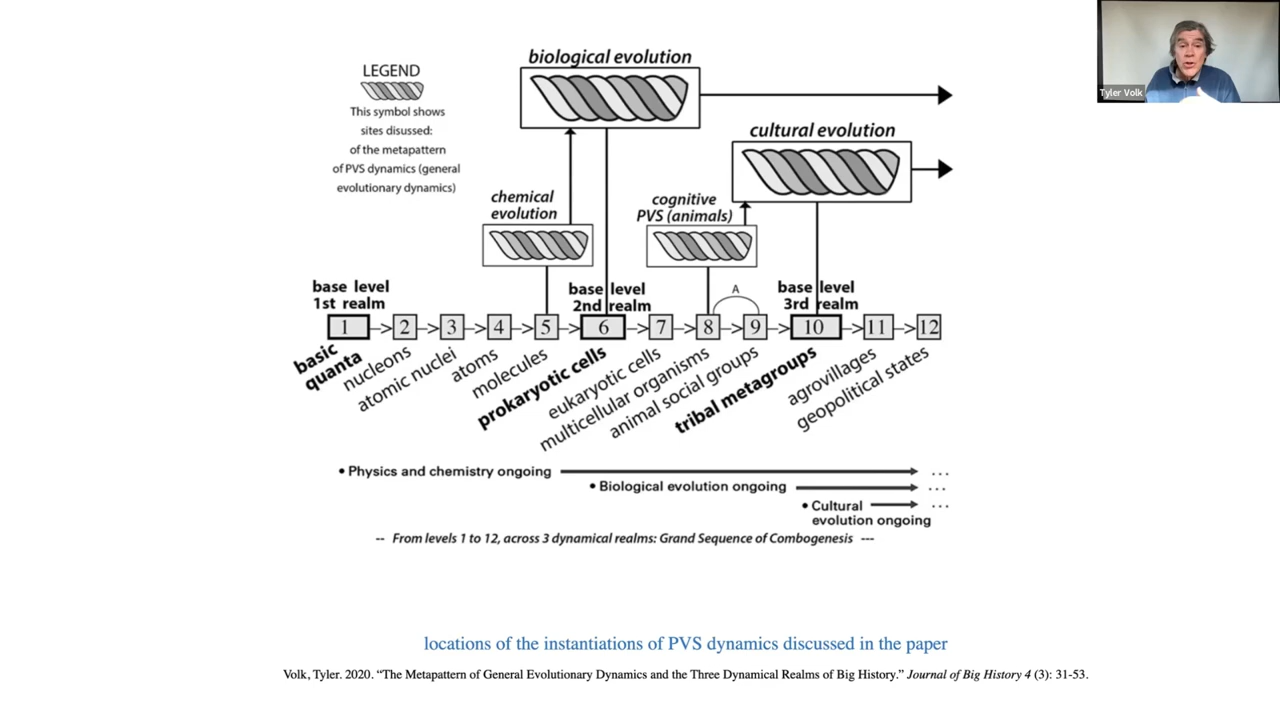 Tyler Volk
biological evolution
LEGEND
This symbol shows
sites disussed:
of the metapattern
of PVS dynamics (general
evolutionary dynamics)
cultural evolution
chemical
evolution
cognitive
PVS (animals)
base level
1st realm
base level
2nd realm
A
base level
3rd realm
1 -> 2 -> 3 -> 4 -> 5 -> 6 -> 7 -> 8 -> 9 -> 10 -> 11 -> 12
basic
quanta
nucleons
atomic nuclei
atoms
molecules
prokaryotic cells
eukaryotic cells
multicellular organisms
animal social groups
tribal metagroups
agrovillages
geopolitical states
• Physics and chemistry ongoing ...
• Biological evolution ongoing ...
• Cultural ...
evolution ongoing
-- From levels 1 to 12, across 3 dynamical realms: Grand Sequence of Combogenesis ---
locations of the instantiations of PVS dynamics discussed in the paper
Volk, Tyler. 2020. “The Metapattern of General Evolutionary Dynamics and the Three Dynamical Realms of Big History.” Journal of Big History 4 (3): 31-53.